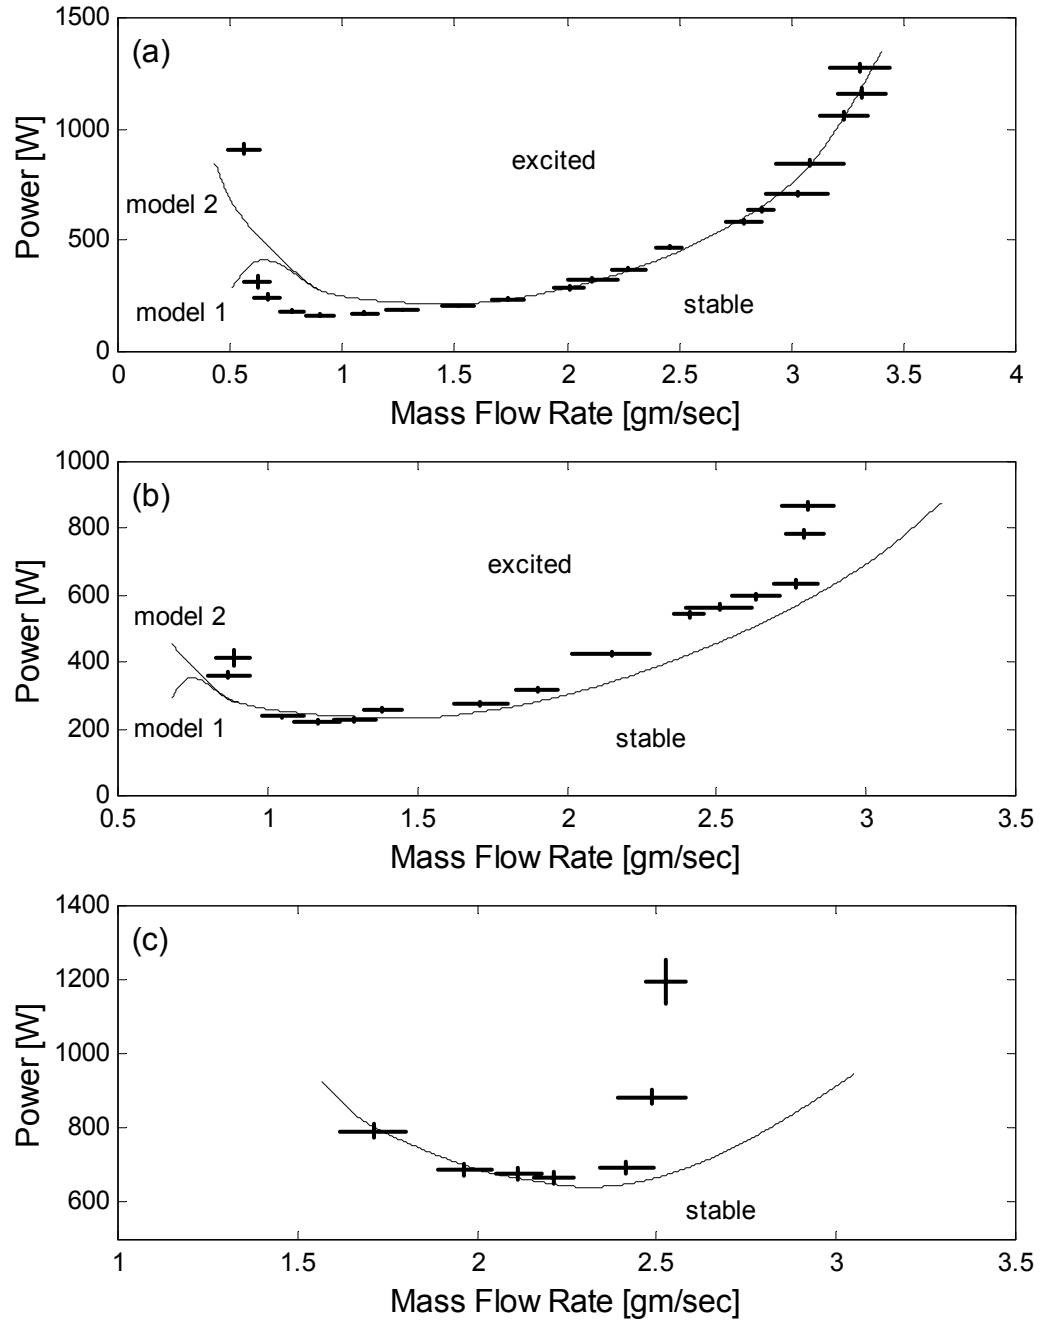 1500
(a)
1000
excited
Power [W]
model 2
500
model 1
stable
0
0 0.5 1 1.5 2 2.5 3 3.5 4
Mass Flow Rate [gm/sec]
1000
(b)
800
excited
Power [W]
600
model 2
400
model 1
200
stable
0
0.5 1 1.5 2 2.5 3 3.5
Mass Flow Rate [gm/sec]
1400
(c)
1200
Power [W]
1000
800
600
stable
1 1.5 2 2.5 3 3.5
Mass Flow Rate [gm/sec]